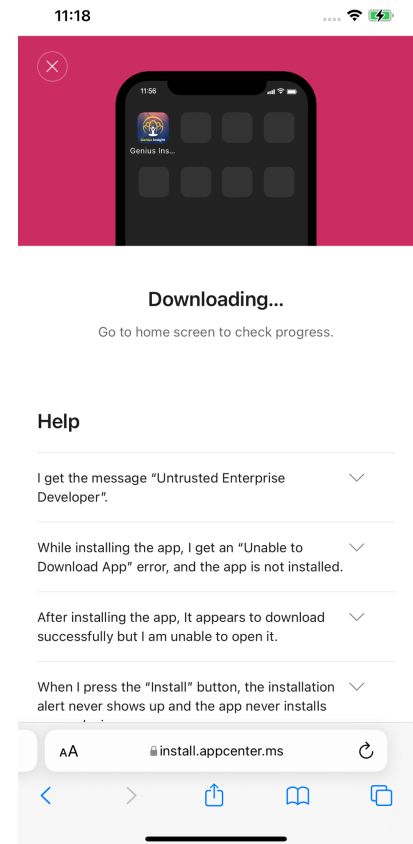 11:18
11:56
Genius Insight
Genius Ins...
Downloading...
Go to home screen to check progress.
Help
I get the message “Untrusted Enterprise
Developer”.
While installing the app, I get an “Unable to
Download App” error, and the app is not installed.
After installing the app, It appears to download
successfully but I am unable to open it.
When I press the “Install” button, the installation
alert never shows up and the app never installs
AA
install.appcenter.ms